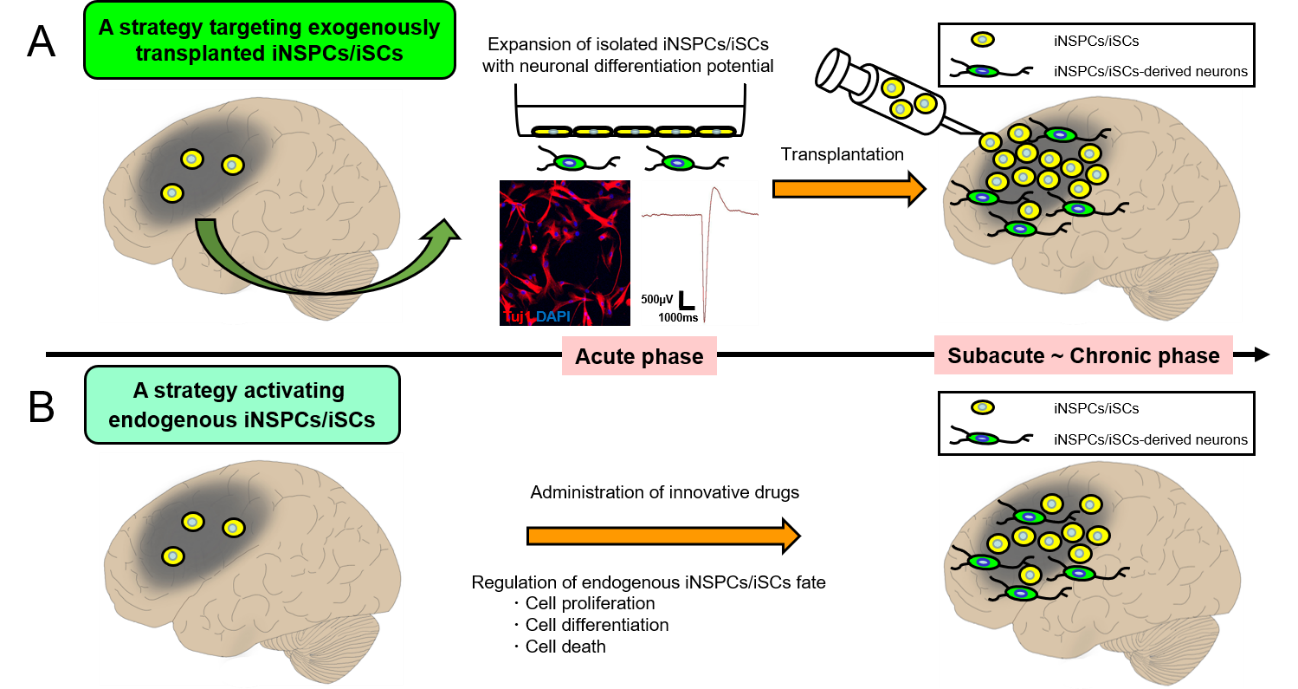 A
A strategy targeting exogenously
transplanted iNSPCs/iSCs
Expansion of isolated iNSPCs/iSCs
with neuronal differentiation potential
Transplantation
iNSPCs/iSCs
iNSPCs/iSCs-derived neurons
Tuj1 DAPI
500µV
1000ms
Acute phase
Subacute ~ Chronic phase
B
A strategy activating
endogenous iNSPCs/iSCs
Administration of innovative drugs
Regulation of endogenous iNSPCs/iSCs fate
・Cell proliferation
・Cell differentiation
・Cell death
iNSPCs/iSCs
iNSPCs/iSCs-derived neurons